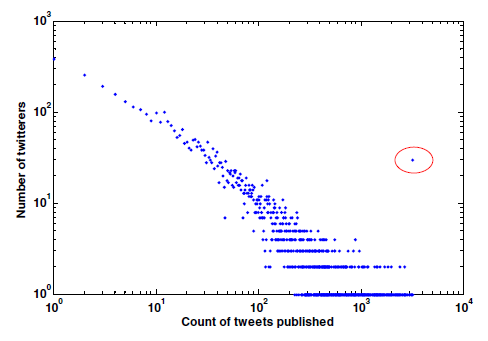 10^3
10^2
10^1
10^0
Number of twitterers
10^0 10^1 10^2 10^3 10^4
Count of tweets published